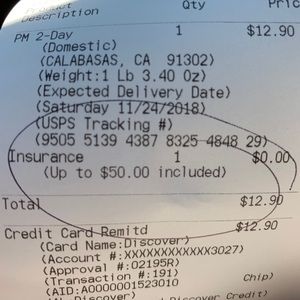 Product Qty Pric
Description
PM 2-Day 1 $12.90
(Domestic)
(CALABASAS, CA 91302)
(Weight:1 Lb 3.40 Oz)
(Expected Delivery Date)
(Saturday 11/24/2018)
(USPS Tracking #)
(9505 5139 4387 8325 4848 29)
Insurance 1 $0.00
(Up to $50.00 included)
Total $12.90
Credit Card Remitd $12.90
(Card Name:Discover)
(Account #:XXXXXXXXXXXX3027)
(Approval #:02195R)
(Transaction #:191)
(AID:A0000001523010 Chip)
Discover Credit)